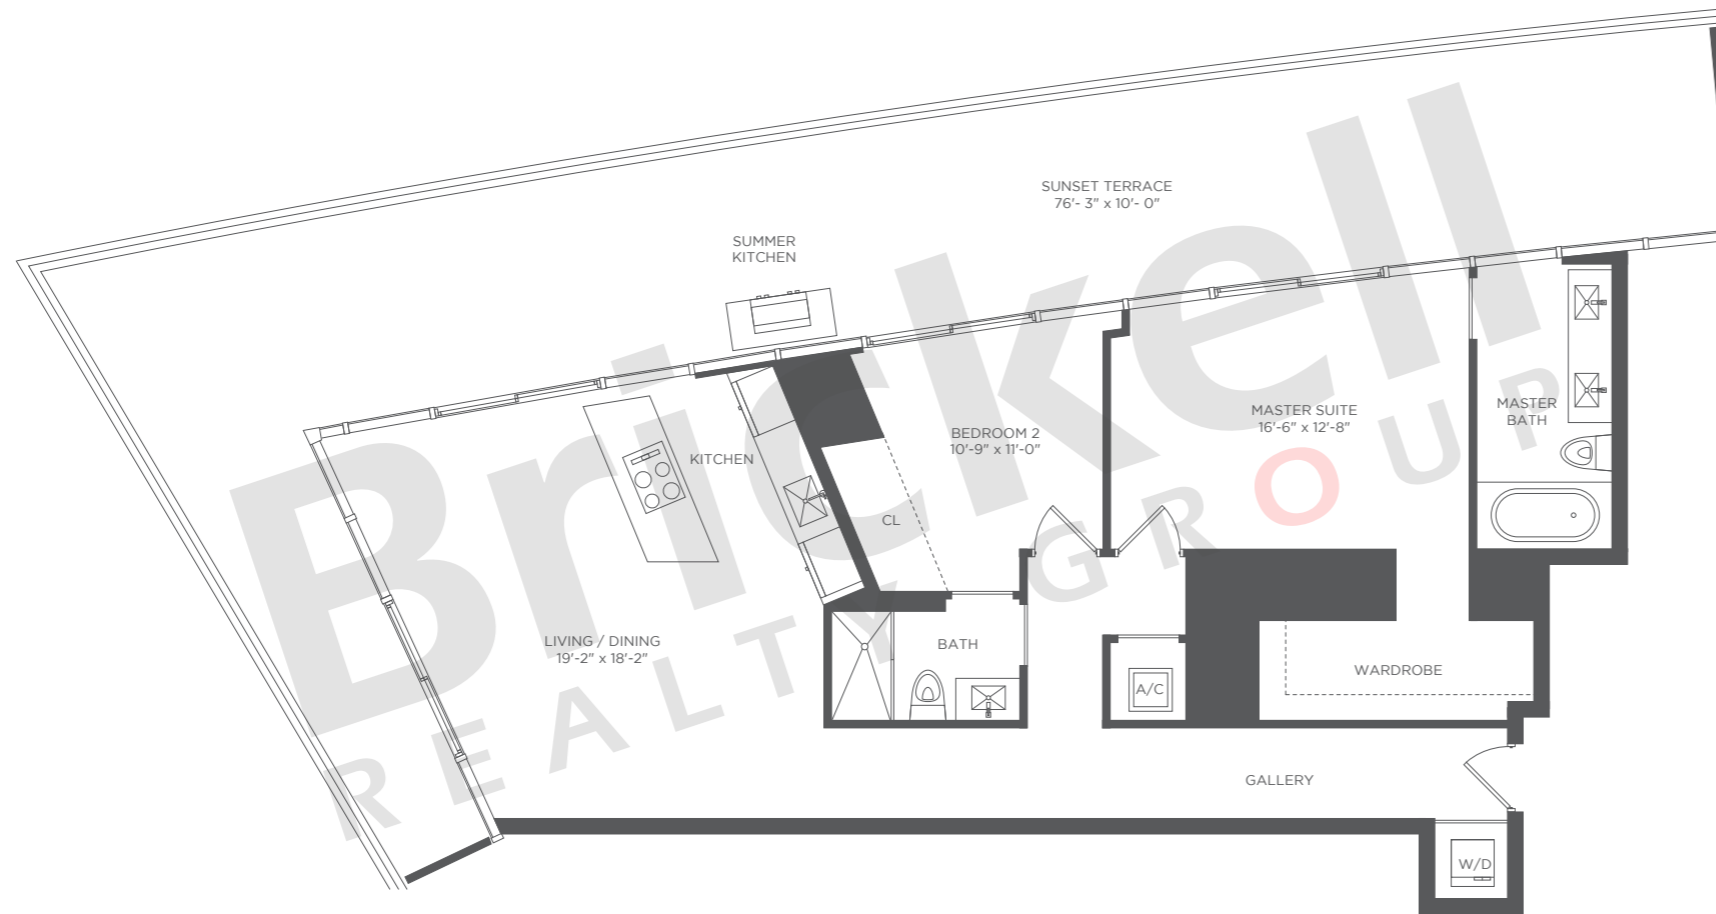 SUNSET TERRACE
76'- 3" x 10'- 0"
SUMMER
KITCHEN
MASTER SUITE
16'-6" x 12'-8"
MASTER
BATH
BEDROOM 2
10'-9" x 11'-0"
KITCHEN
CL
LIVING / DINING
19'-2" x 18'-2"
BATH
A/C
WARDROBE
GALLERY
W/D
Brickell
REALTY GROUP